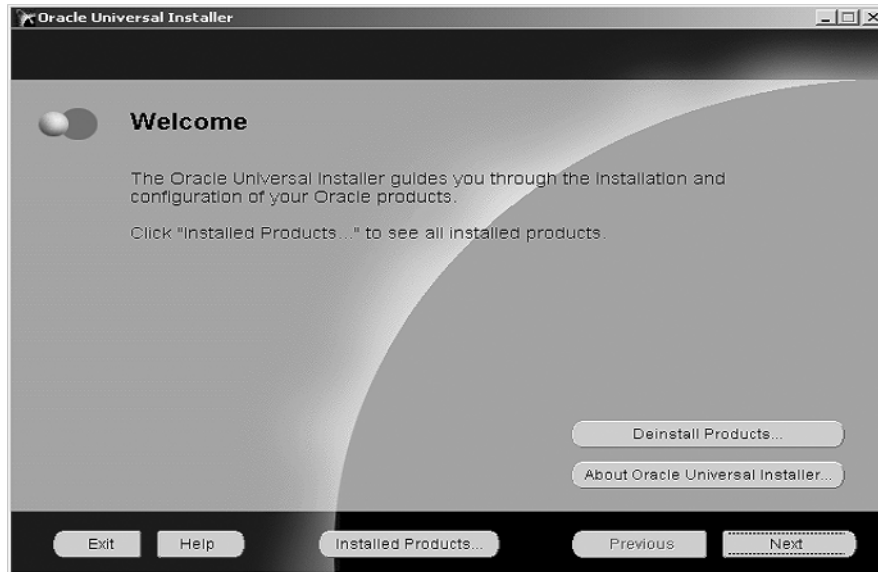 Oracle Universal Installer
Welcome
The Oracle Universal Installer guides you through the installation and
configuration of your Oracle products.
Click "Installed Products..." to see all installed products.
Deinstall Products...
About Oracle Universal Installer...
Exit
Help
Installed Products...
Previous
Next